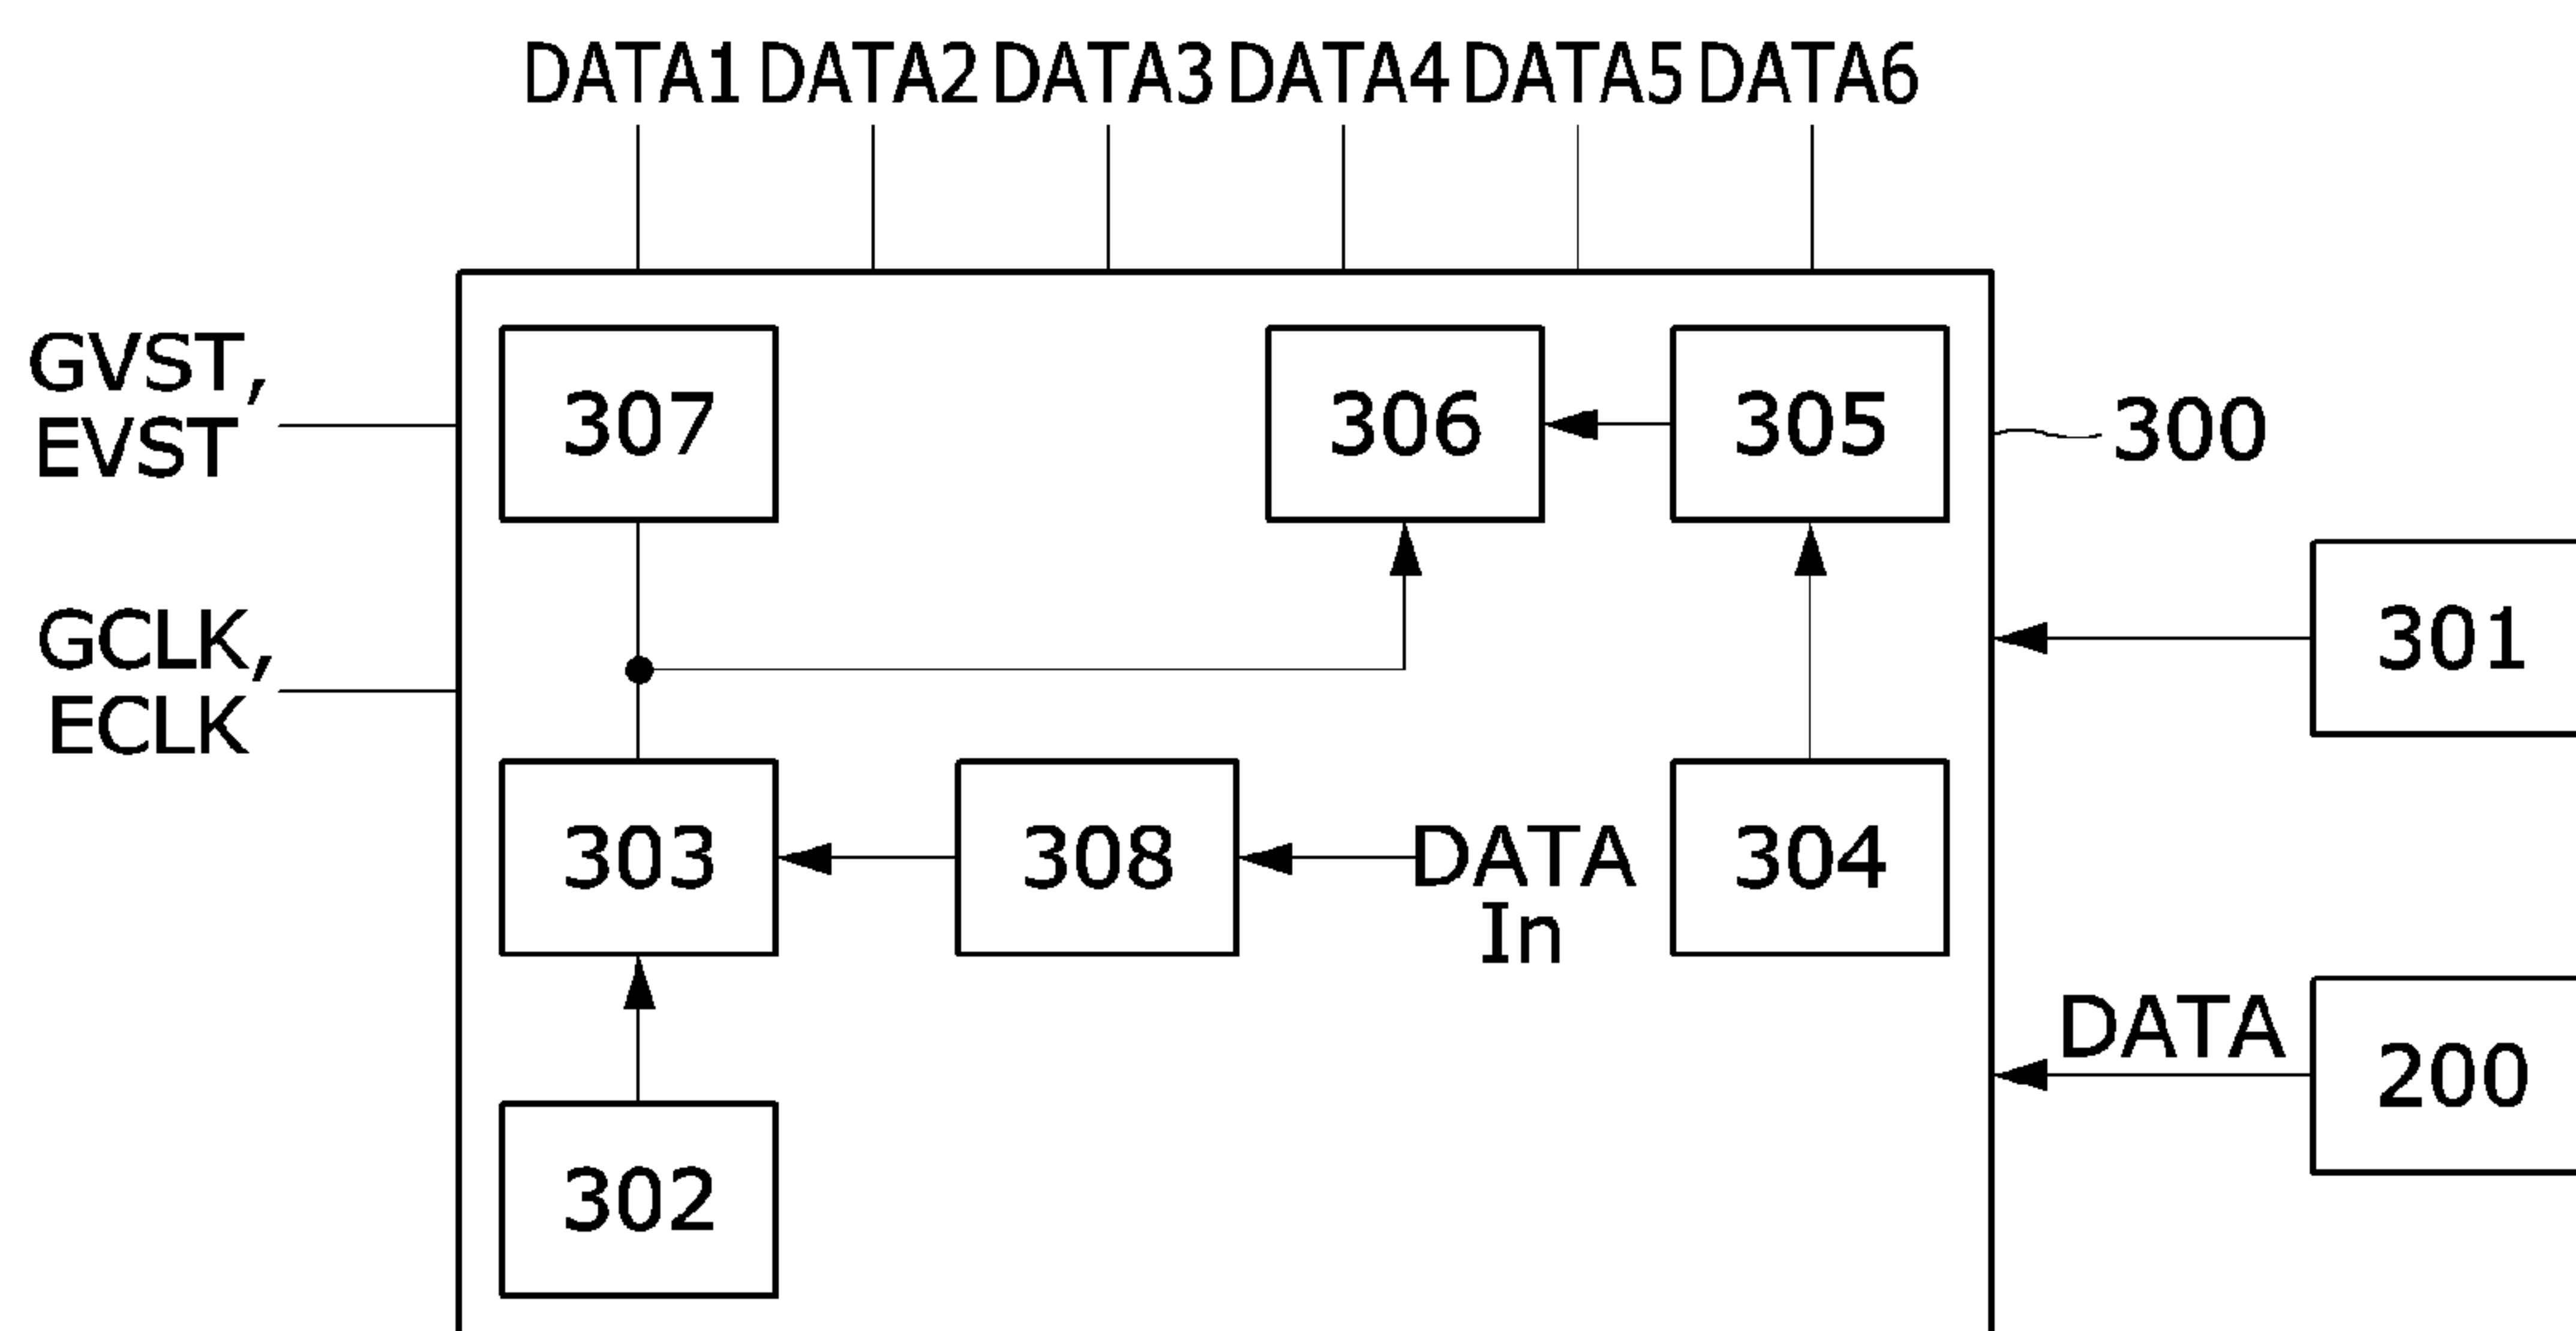 DATA1 DATA2 DATA3 DATA4 DATA5 DATA6
GVST,
EVST
307
306
305
300
301
GCLK,
ECLK
303
308
DATA
In
304
DATA
200
302